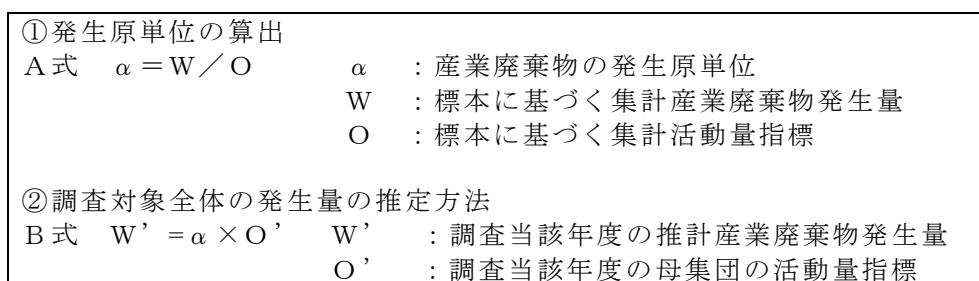 ①発生原単位の算出
A式 α＝W／O α ：産業廃棄物の発生原単位
W ：標本に基づく集計産業廃棄物発生量
O ：標本に基づく集計活動量指標
②調査対象全体の発生量の推定方法
B式 W’=α×O’ W’ ：調査当該年度の推計産業廃棄物発生量
O’ ：調査当該年度の母集団の活動量指標